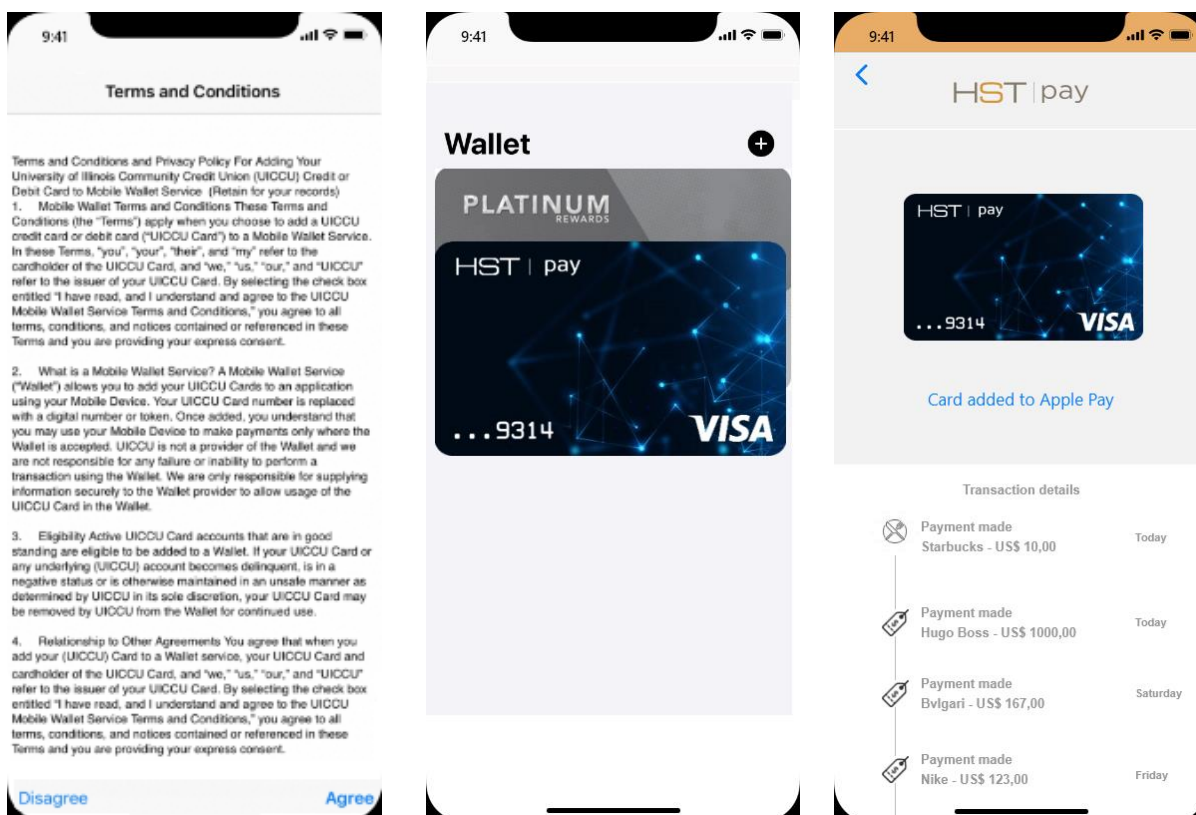 9:41
Terms and Conditions
Terms and Conditions and Privacy Policy For Adding Your
University of Illinois Community Credit Union (UICCU) Credit or
Debit Card to Mobile Wallet Service (Retain for your records)
1. Mobile Wallet Terms and Conditions These Terms and
Conditions (the "Terms") apply when you choose to add a UICCU
credit card or debit card ("UICCU Card") to a Mobile Wallet Service.
In these Terms, "you", "your", "their", and "my" refer to the
cardholder of the UICCU Card, and "we," "us," "our," and "UICCU"
refer to the issuer of your UICCU Card. By selecting the check box
entitled "I have read, and I understand and agree to the UICCU
Mobile Wallet Service Terms and Conditions," you agree to all
terms, conditions, and notices contained or referenced in these
Terms and you are providing your express consent.
2. What is a Mobile Wallet Service? A Mobile Wallet Service
("Wallet") allows you to add your UICCU Cards to an application
using your Mobile Device. Your UICCU Card number is replaced
with a digital number or token. Once added, you understand that
you may use your Mobile Device to make payments only where the
Wallet is accepted. UICCU is not a provider of the Wallet and we
are not responsible for any failure or inability to perform a
transaction using the Wallet. We are only responsible for supplying
information securely to the Wallet provider to allow usage of the
UICCU Card in the Wallet.
3. Eligibility Active UICCU Card accounts that are in good
standing are eligible to be added to a Wallet. If your UICCU Card or
any underlying (UICCU) account becomes delinquent, is in a
negative status or is otherwise maintained in an unsafe manner as
determined by UICCU in its sole discretion, your UICCU Card may
be removed by UICCU from the Wallet for continued use.
4. Relationship to Other Agreements You agree that when you
add your (UICCU) Card to a Wallet service, your UICCU Card and
cardholder of the UICCU Card, and "we," "us," "our," and "UICCU"
refer to the issuer of your UICCU Card. By selecting the check box
entitled "I have read, and I understand and agree to the UICCU
Mobile Wallet Service Terms and Conditions," you agree to all
terms, conditions, and notices contained or referenced in these
Terms and you are providing your express consent.
Disagree Agree
9:41
Wallet
PLATINUM
REWARDS
HST | pay
...9314 VISA
9:41
HST | pay
HST | pay
...9314 VISA
Card added to Apple Pay
Transaction details
Payment made
Starbucks - US$ 10,00 Today
Payment made
Hugo Boss - US$ 1000,00 Today
Payment made
Bvlgari - US$ 167,00 Saturday
Payment made
Nike - US$ 123,00 Friday